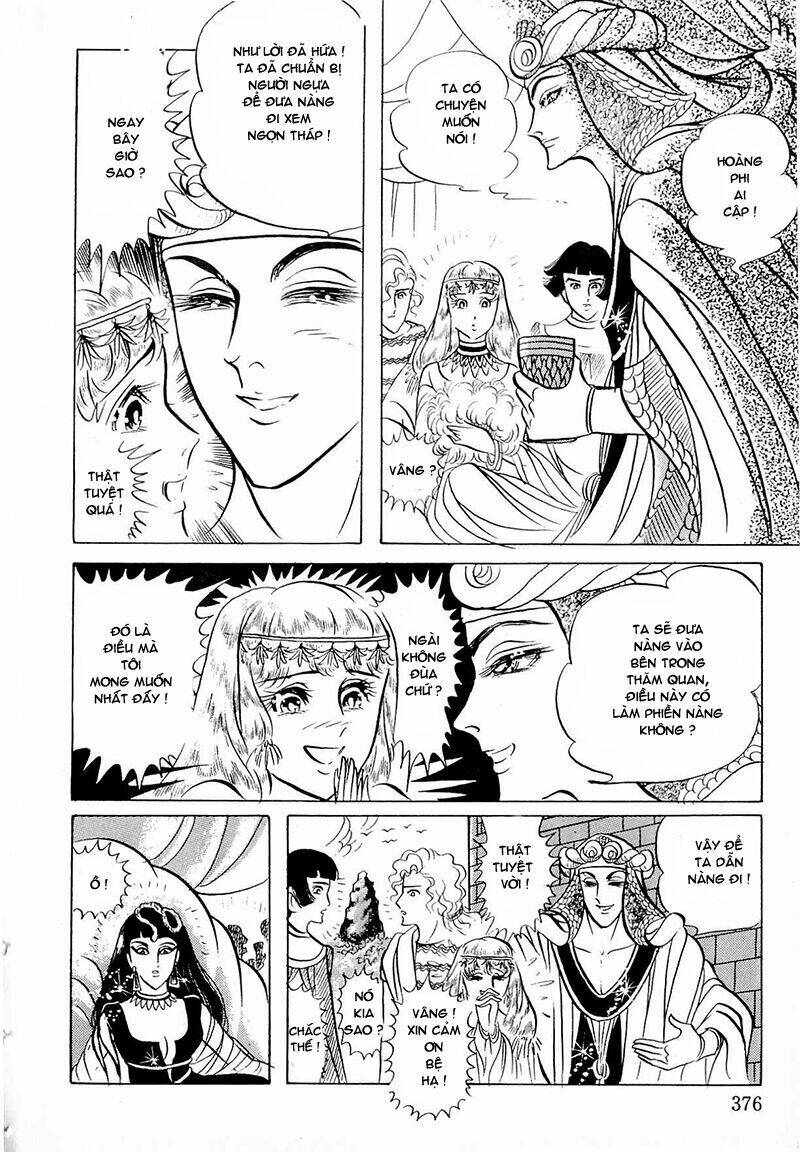 HOÀNG
PHI
AI
CẬP !
TA CÓ
CHUYỆN
MUỐN
NÓI !
VÂNG ?
NHƯ LỜI ĐÃ HỨA !
TA ĐÃ CHUẨN BỊ
NGƯỜI NGỰA
ĐỂ ĐƯA NÀNG
ĐI XEM
NGỌN THÁP !
NGAY
BÂY
GIỜ
SAO ?
THẬT
TUYỆT
QUÁ !
TA SẼ ĐƯA
NÀNG VÀO
BÊN TRONG
THĂM QUAN,
ĐIỀU NÀY CÓ
LÀM PHIỀN NÀNG
KHÔNG ?
NGÀI
KHÔNG
ĐÙA
CHỨ ?
ĐÓ LÀ
ĐIỀU MÀ
TÔI
MONG MUỐN
NHẤT ĐẤY !
VẬY ĐỂ
TA DẪN
NÀNG ĐI !
THẬT
TUYỆT
VỜI !
VÂNG !
XIN CẢM
ƠN
BỆ
HẠ !
NÓ
KIA
SAO ?
CHẮC
THẾ !
Ồ !
376